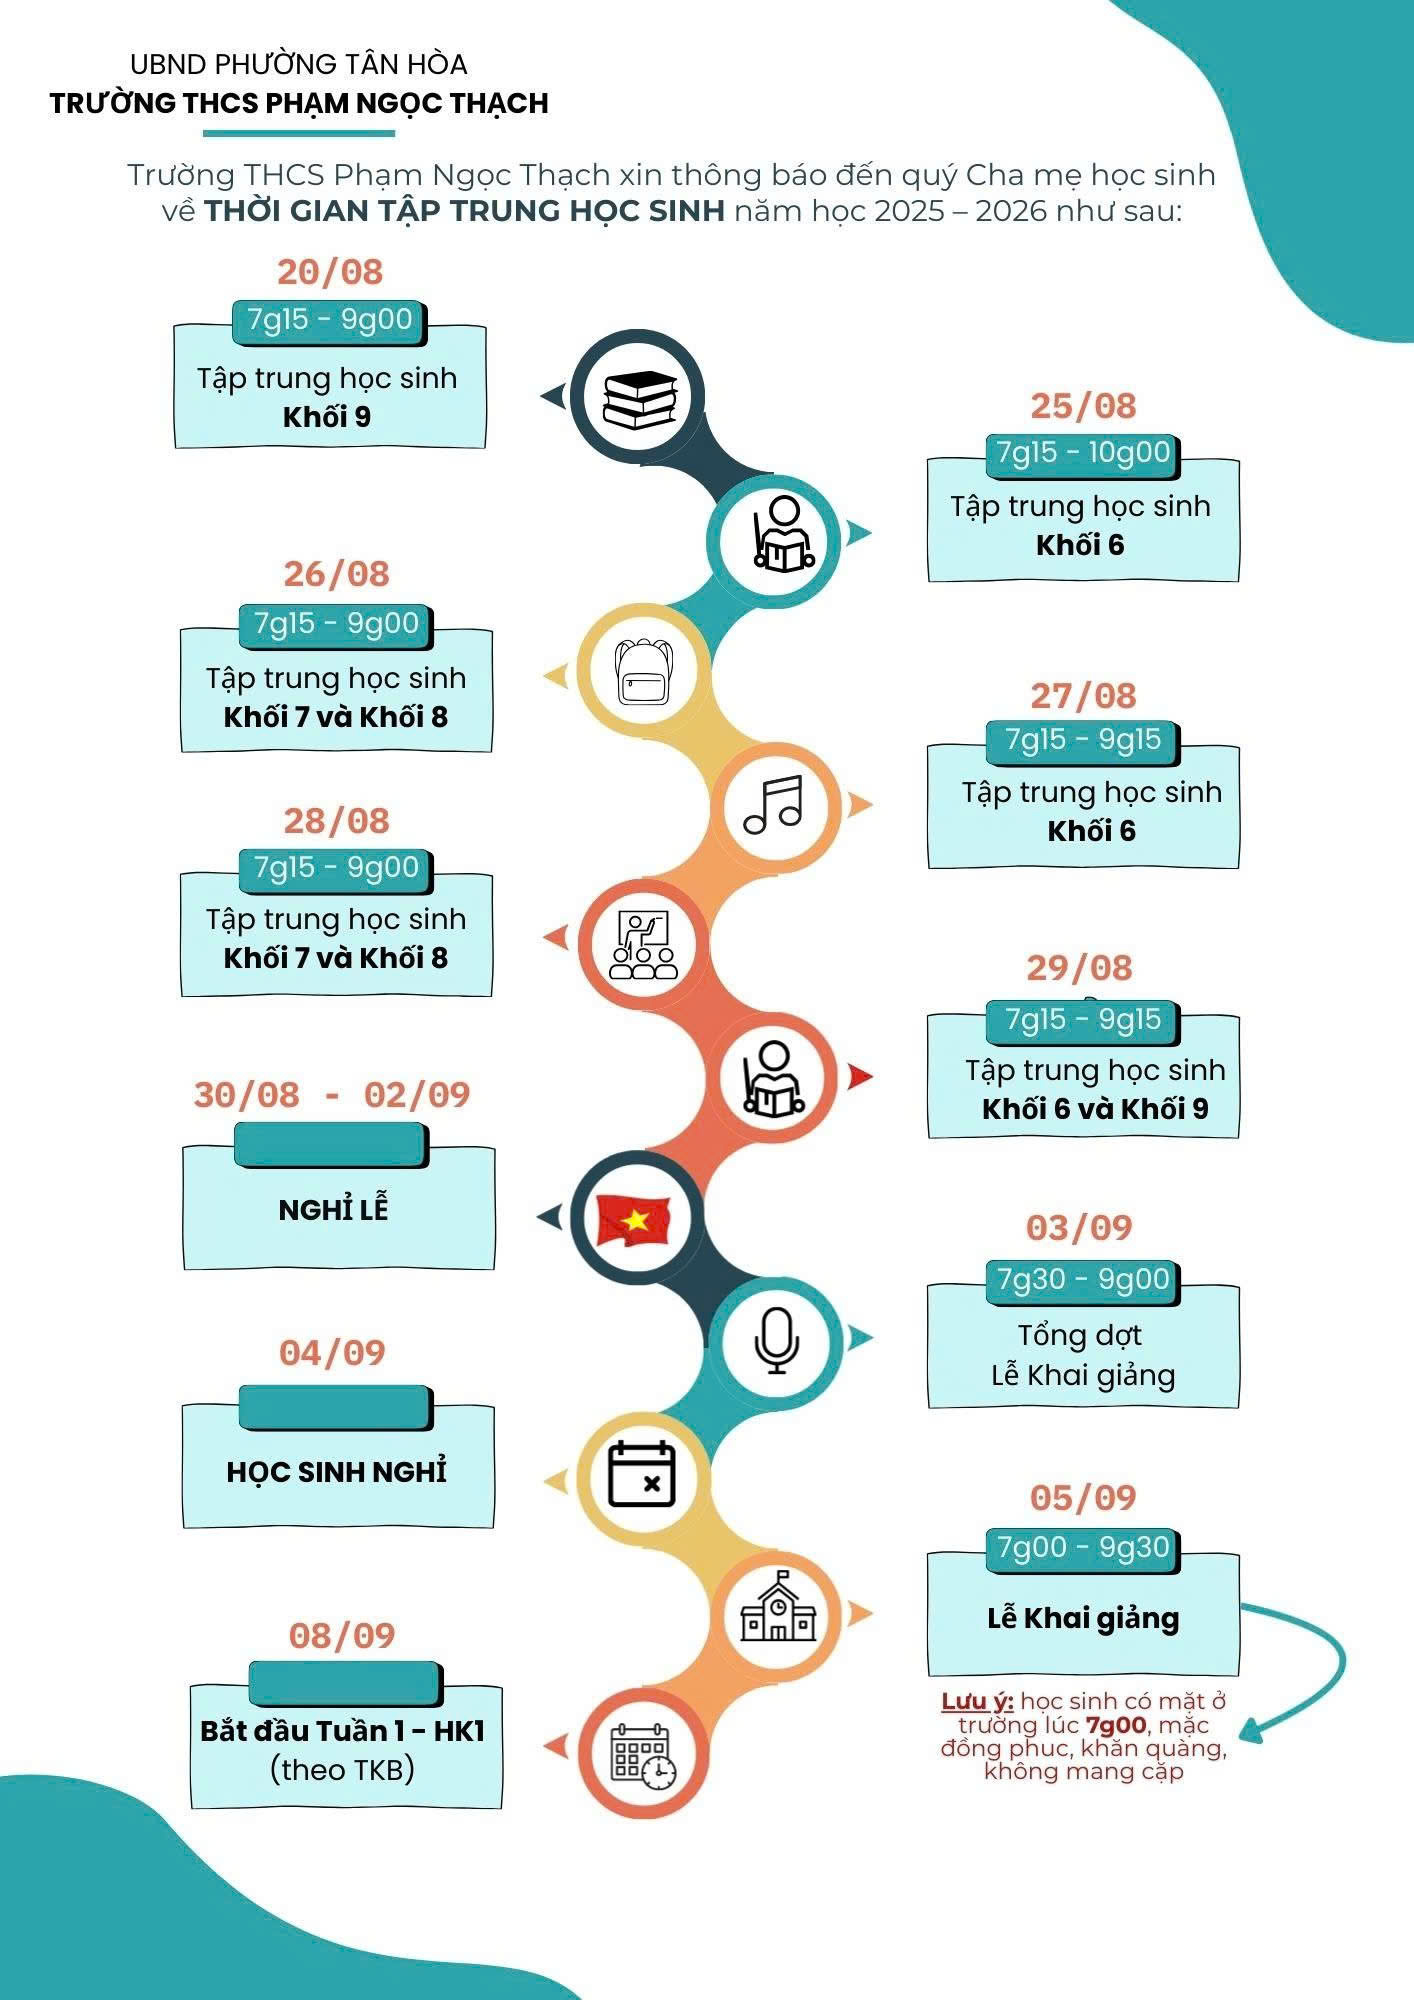 UBND PHƯỜNG TÂN HÒA
TRƯỜNG THCS PHẠM NGỌC THẠCH
Trường THCS Phạm Ngọc Thạch xin thông báo đến quý Cha mẹ học sinh
về THỜI GIAN TẬP TRUNG HỌC SINH năm học 2025 – 2026 như sau:
20/08
7g15 - 9g00
Tập trung học sinh
Khối 9
25/08
7g15 - 10g00
Tập trung học sinh
Khối 6
26/08
7g15 - 9g00
Tập trung học sinh
Khối 7 và Khối 8
27/08
7g15 - 9g15
Tập trung học sinh
Khối 6
28/08
7g15 - 9g00
Tập trung học sinh
Khối 7 và Khối 8
29/08
7g15 - 9g15
Tập trung học sinh
Khối 6 và Khối 9
30/08 - 02/09
NGHỈ LỄ
03/09
7g30 - 9g00
Tổng dợt
Lễ Khai giảng
04/09
HỌC SINH NGHỈ
05/09
7g00 - 9g30
Lễ Khai giảng
Lưu ý: học sinh có mặt ở
trường lúc 7g00, mặc
đồng phục, khăn quàng,
không mang cặp
08/09
Bắt đầu Tuần 1 - HK1
(theo TKB)